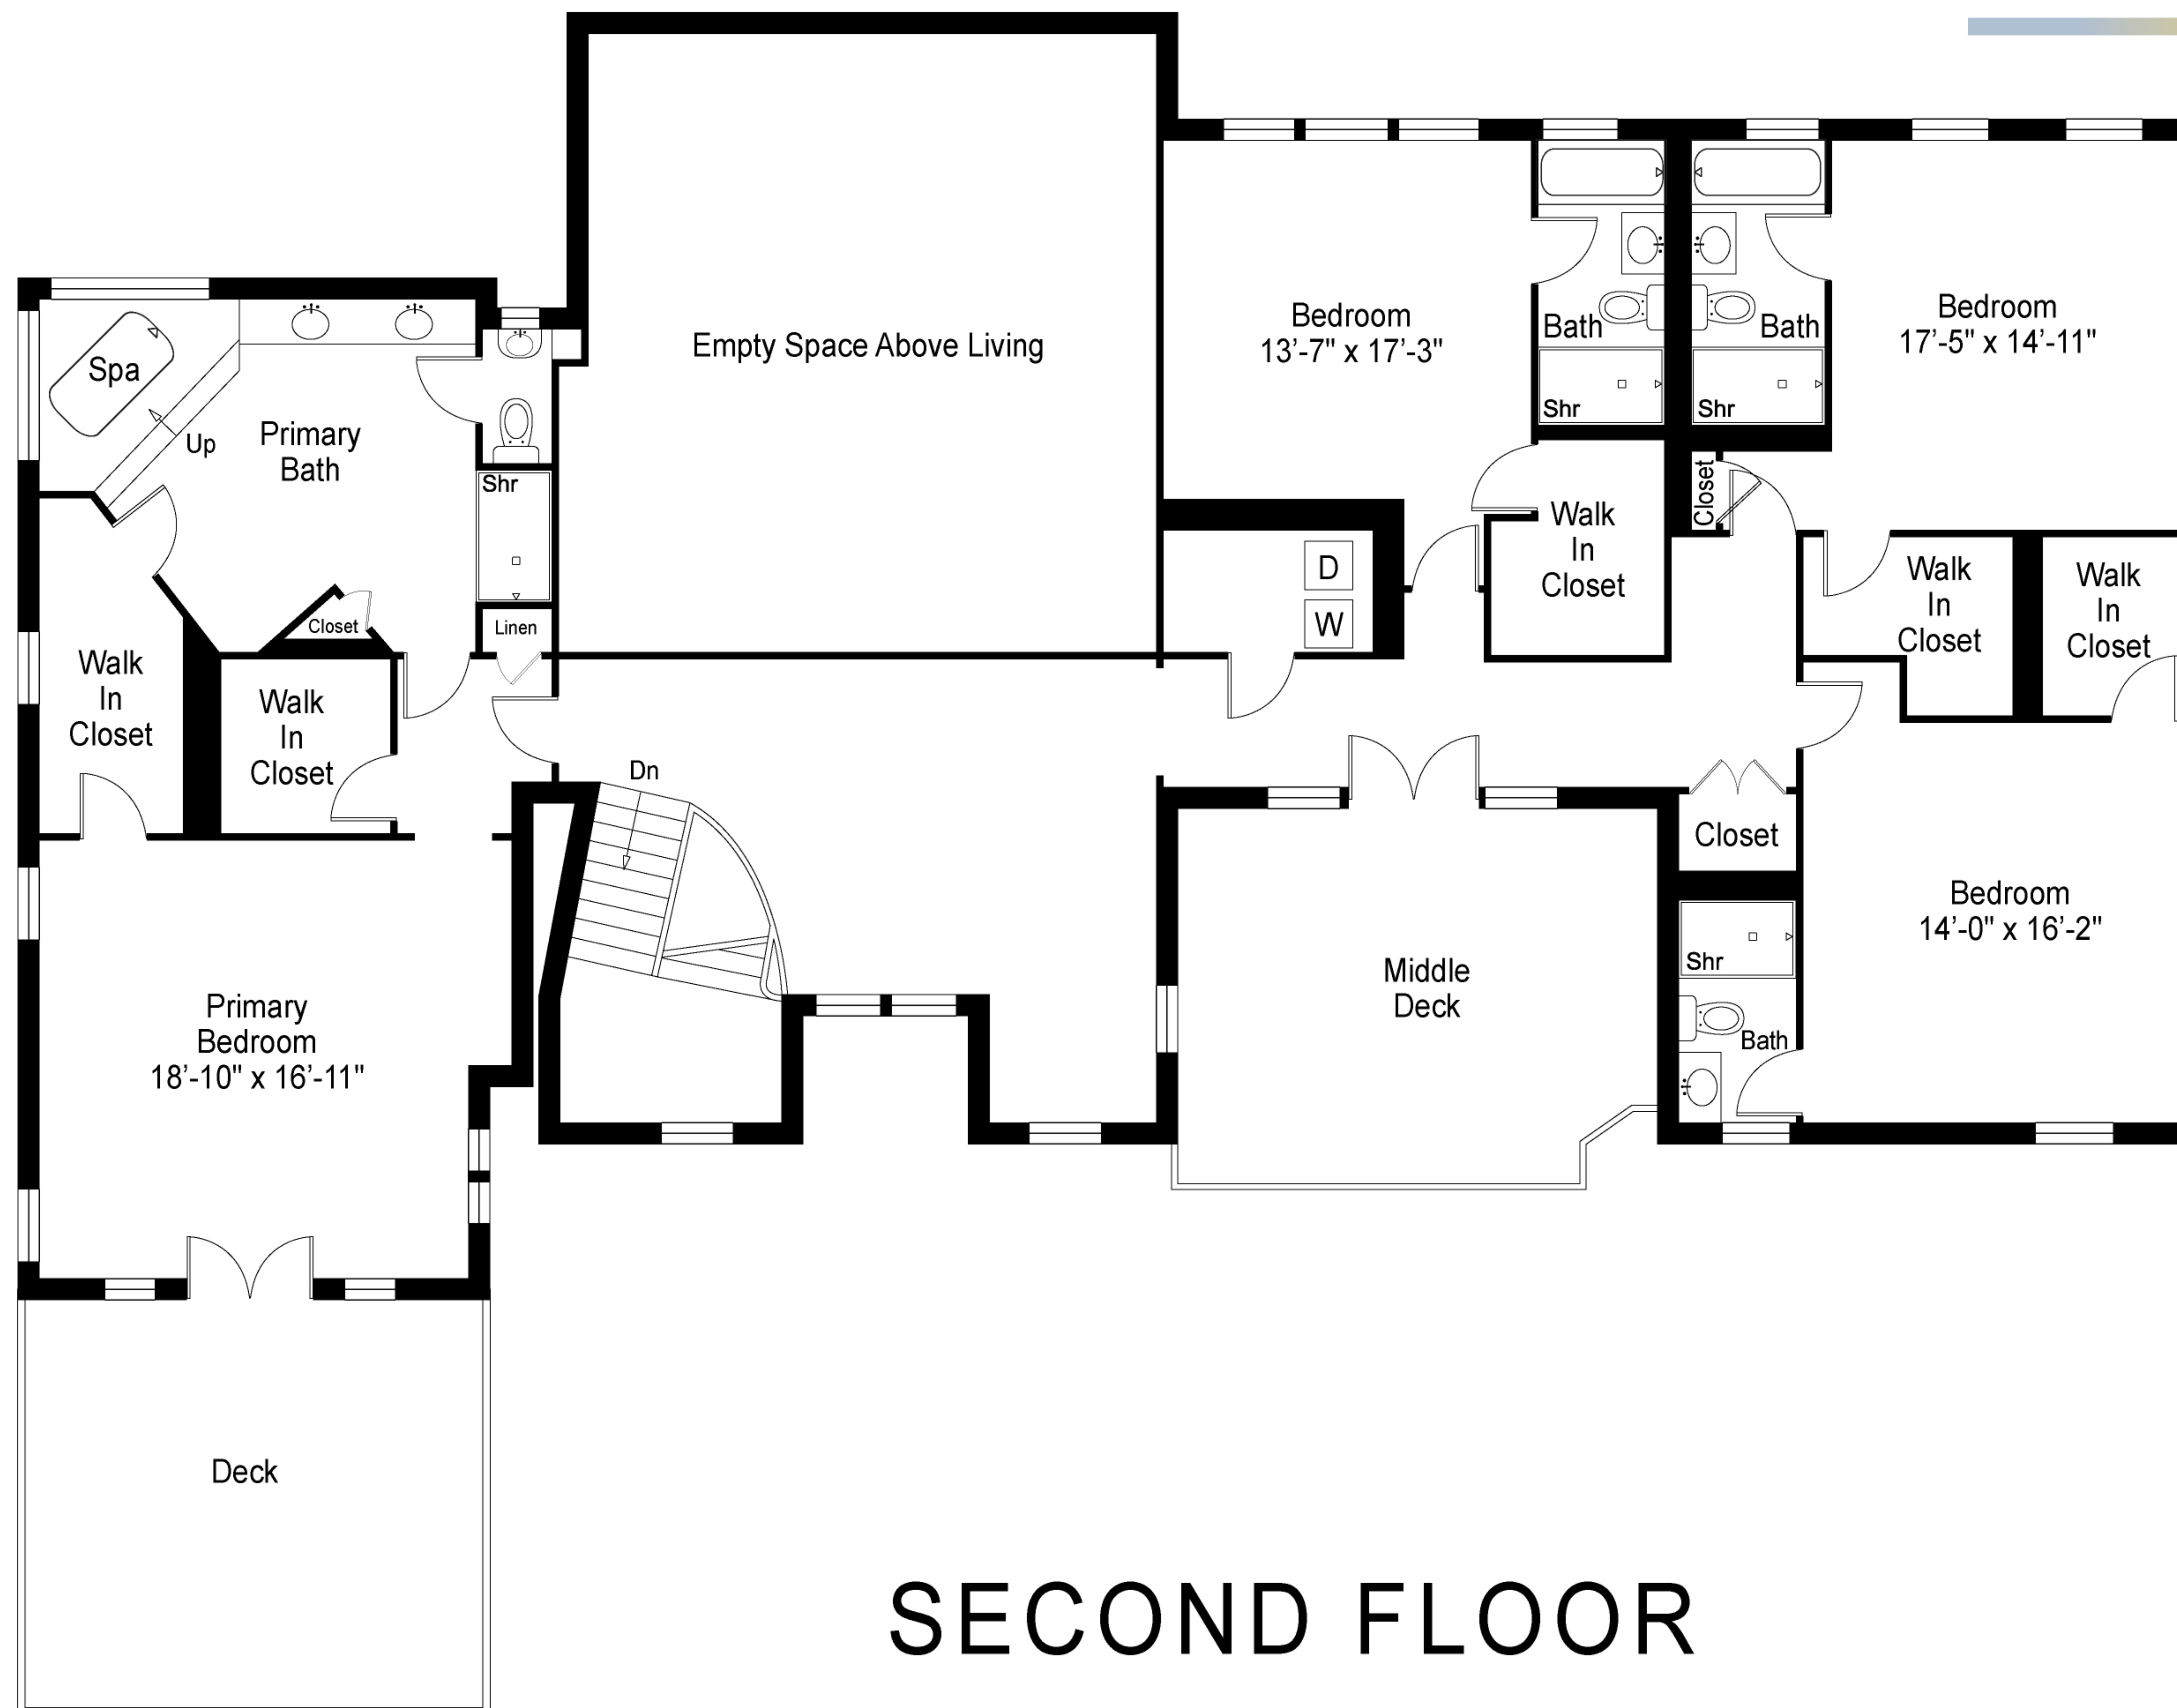 Empty Space Above Living
Bedroom
13'-7" x 17'-3"
Bath
Shr
Bath
Shr
Bedroom
17'-5" x 14'-11"
Spa
Up
Primary
Bath
Shr
Closet
Linen
Walk
In
Closet
Walk
In
Closet
D
W
Walk
In
Closet
Closet
Walk
In
Closet
Walk
In
Closet
Dn
Closet
Primary
Bedroom
18'-10" x 16'-11"
Middle
Deck
Shr
Bath
Bedroom
14'-0" x 16'-2"
Deck
SECOND FLOOR